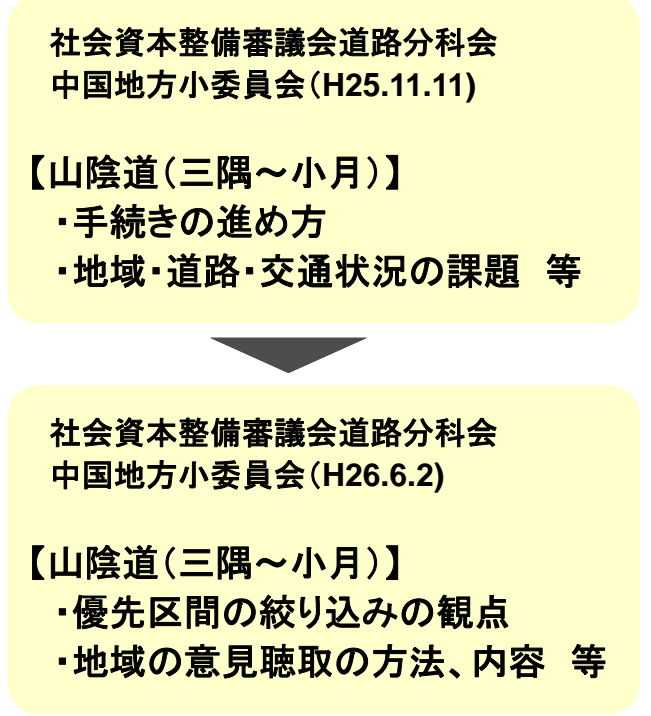 社会資本整備審議会道路分科会
中国地方小委員会(H25.11.11)
【山陰道(三隅～小月)】
・手続きの進め方
・地域・道路・交通状況の課題　等
社会資本整備審議会道路分科会
中国地方小委員会(H26.6.2)
【山陰道(三隅～小月)】
・優先区間の絞り込みの観点
・地域の意見聴取の方法、内容　等